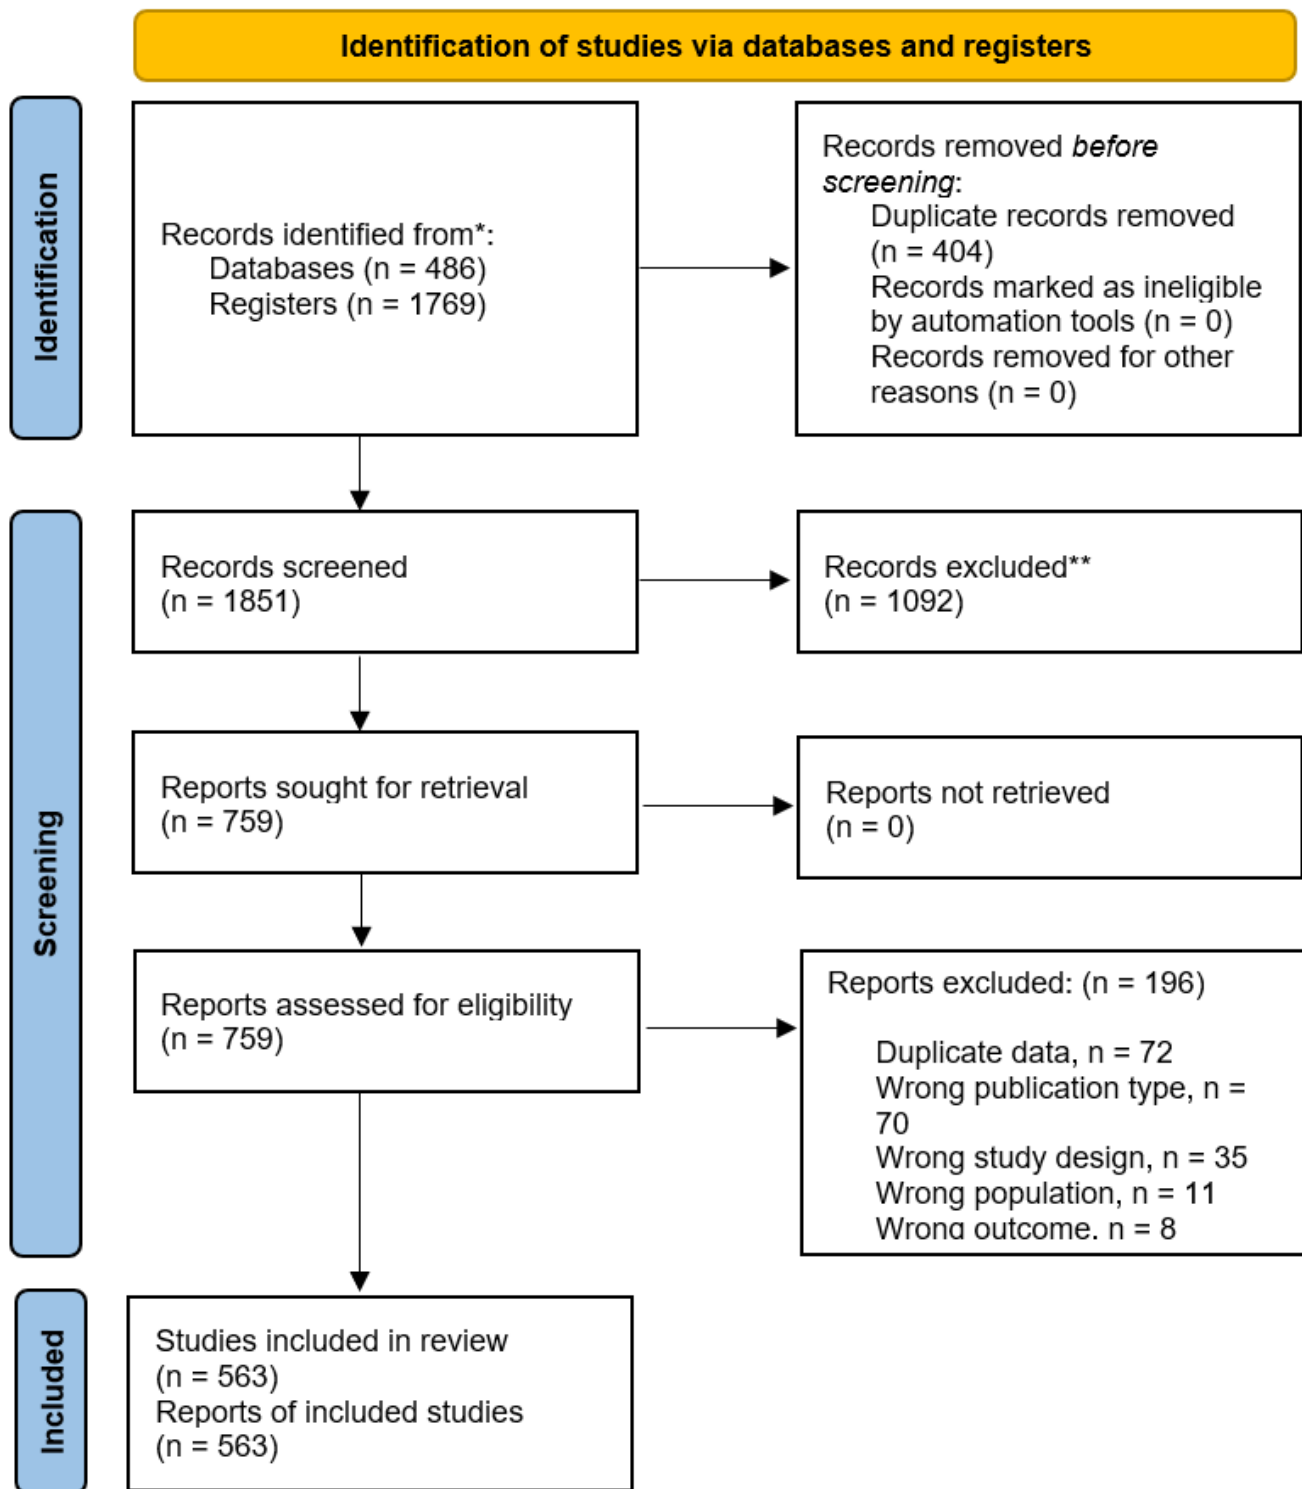 Identification of studies via databases and registers
Identification
Records identified from*:
Databases (n = 486)
Registers (n = 1769)
Records removed before
screening:
Duplicate records removed
(n = 404)
Records marked as ineligible
by automation tools (n = 0)
Records removed for other
reasons (n = 0)
Screening
Records screened
(n = 1851)
Records excluded**
(n = 1092)
Reports sought for retrieval
(n = 759)
Reports not retrieved
(n = 0)
Reports assessed for eligibility
(n = 759)
Reports excluded: (n = 196)
Duplicate data, n = 72
Wrong publication type, n =
70
Wrong study design, n = 35
Wrong population, n = 11
Wrong outcome, n = 8
Included
Studies included in review
(n = 563)
Reports of included studies
(n = 563)